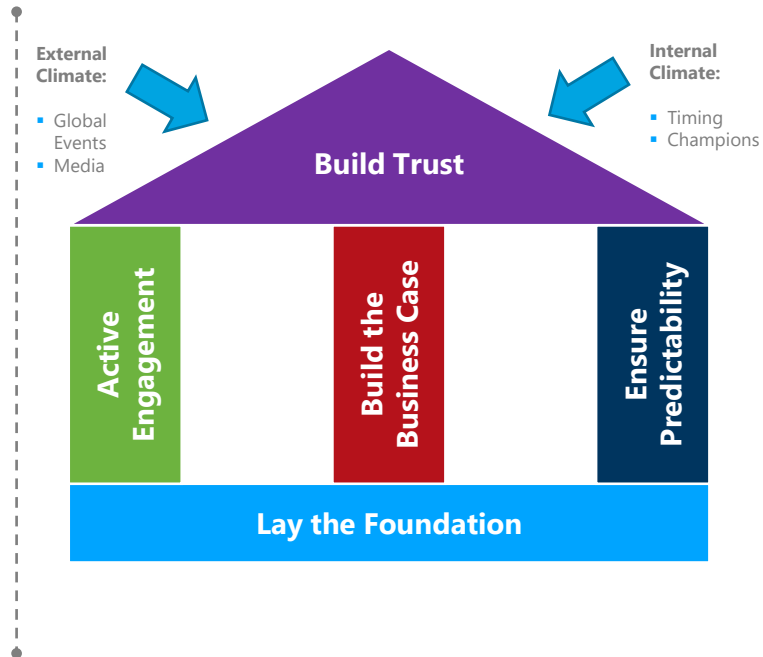 External
Climate:
▪ Global
Events
▪ Media
Internal
Climate:
▪ Timing
▪ Champions
Build Trust
Active
Engagement
Build the
Business Case
Ensure
Predictability
Lay the Foundation